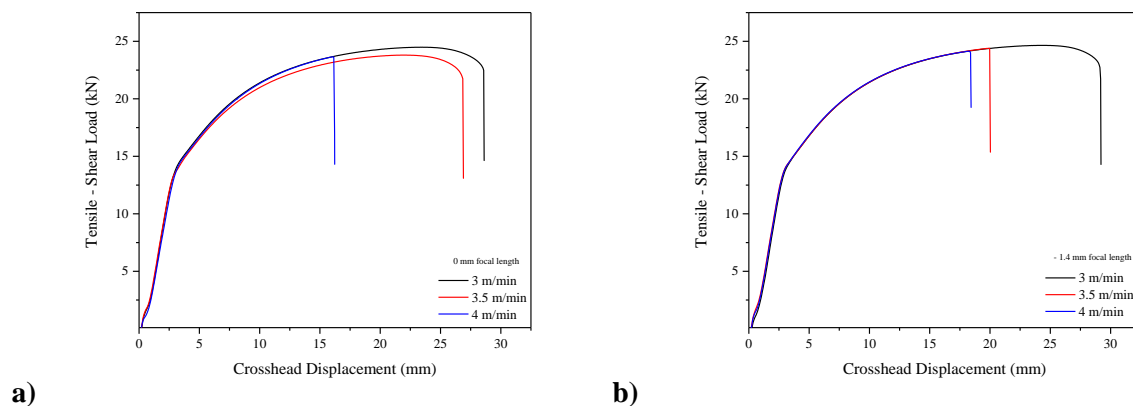 25
20
15
10
5
0
5
10
15
20
25
30
Tensile - Shear Load (kN)
Crosshead Displacement (mm)
0 mm focal length
3 m/min
3.5 m/min
4 m/min
a)
25
20
15
10
5
0
5
10
15
20
25
30
Tensile - Shear Load (kN)
Crosshead Displacement (mm)
- 1.4 mm focal length
3 m/min
3.5 m/min
4 m/min
b)